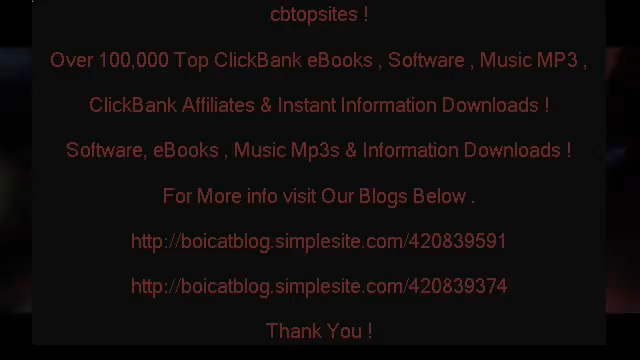 cbtopsites !
Over 100,000 Top ClickBank eBooks , Software , Music MP3 ,
ClickBank Affiliates & Instant Information Downloads !
Software, eBooks , Music Mp3s & Information Downloads !
For More info visit Our Blogs Below .
http://boicatblog.simplesite.com/420839591
http://boicatblog.simplesite.com/420839374
Thank You !